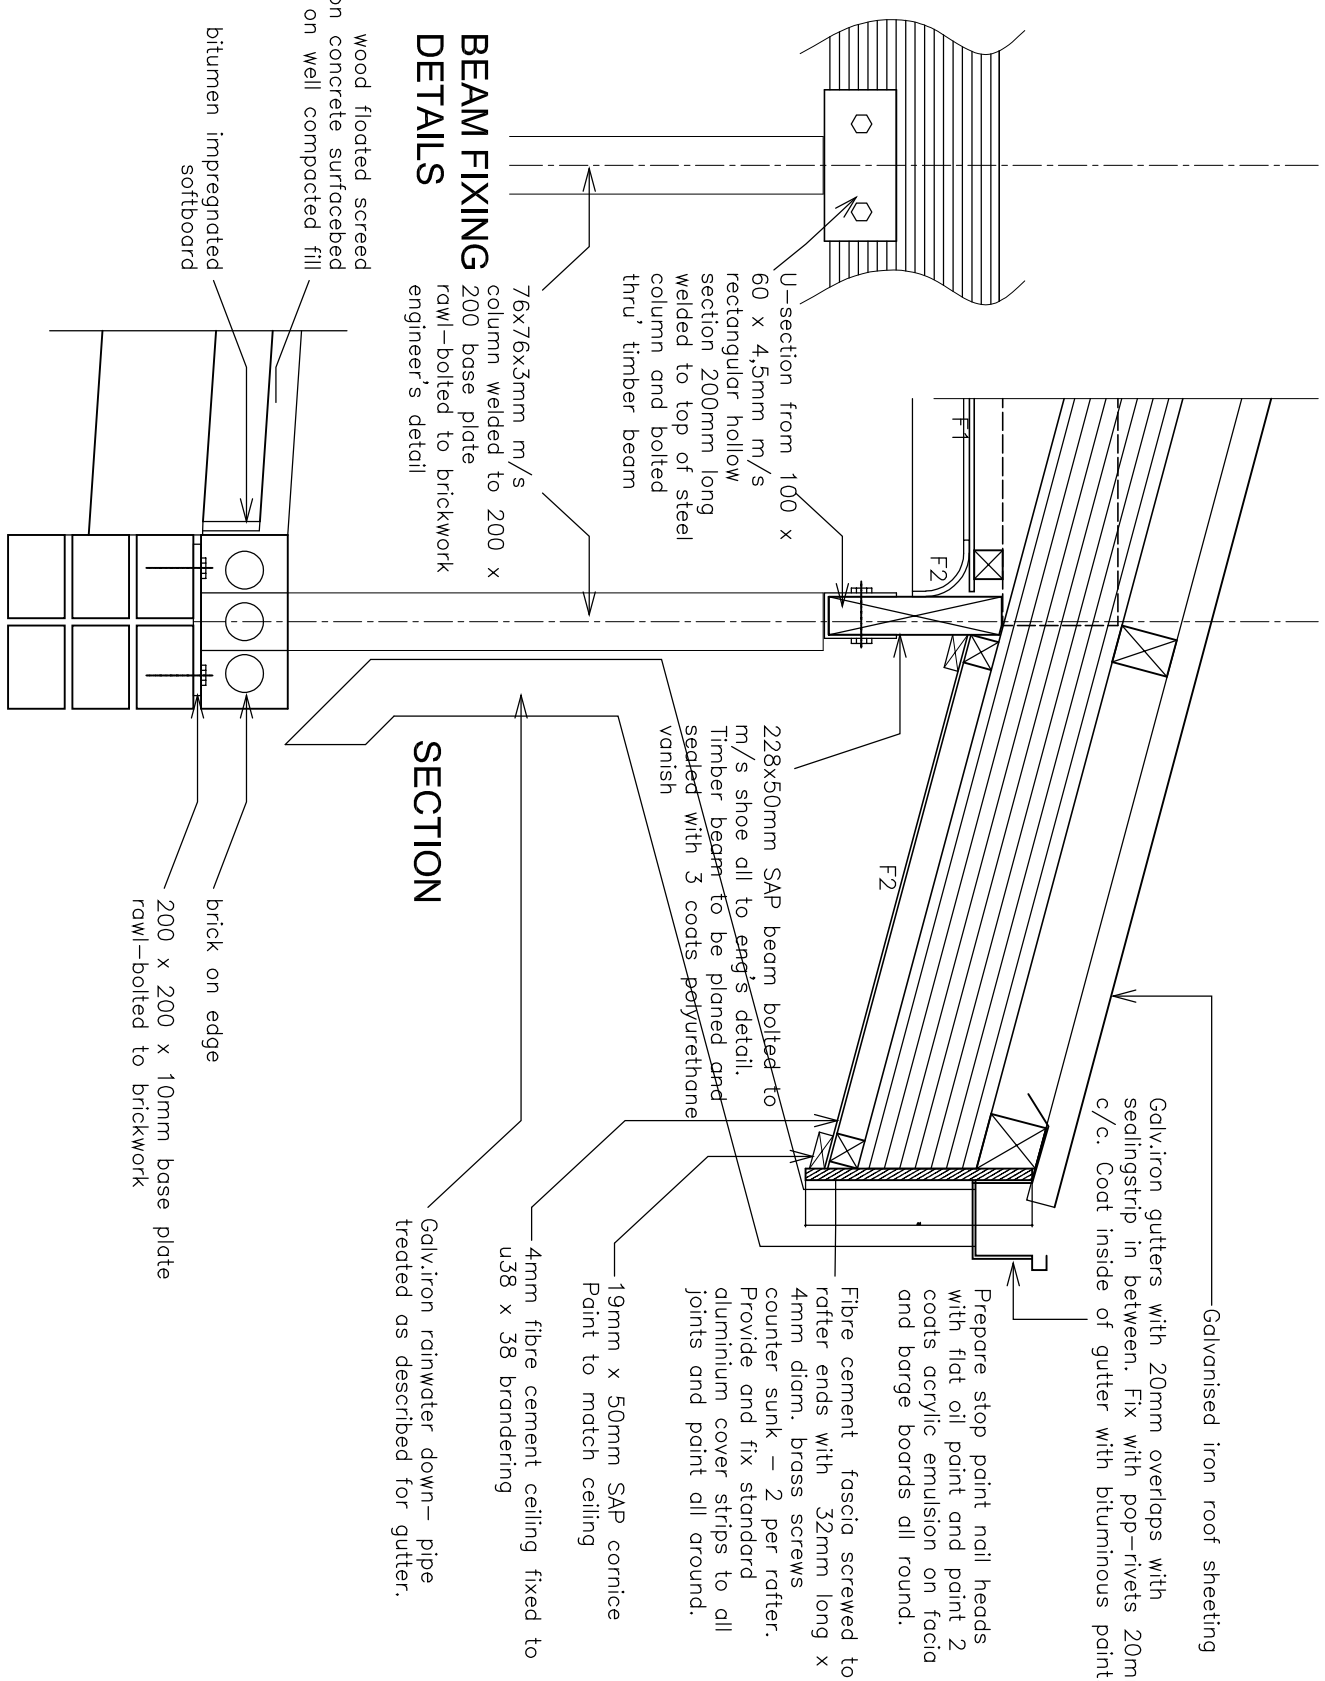 Galvanised iron roof sheeting
Galv.iron gutters with 20mm overlaps with
sealingstrip in between. Fix with pop-rivets 20m
c/c. Coat inside of gutter with bituminous paint
Prepare stop paint nail heads
with flat oil paint and paint 2
coats acrylic emulsion on facia
and barge boards all round.
Fibre cement fascia screwed to
rafter ends with 32mm long x
4mm diam. brass screws
counter sunk - 2 per rafter.
Provide and fix standard
aluminium cover strips to all
joints and paint all around.
19mm x 50mm SAP cornice
Paint to match ceiling
4mm fibre cement ceiling fixed to
u38 x 38 brandering
Galv.iron rainwater down- pipe
treated as described for gutter.
F1
F2
F2
U-section from 100 x
60 x 4,5mm m/s
rectangular hollow
section 200mm long
welded to top of steel
column and bolted
thru' timber beam
228x50mm SAP beam bolted to
m/s shoe all to eng's detail.
Timber beam to be planed and
sealed with 3 coats polyurethane
vanish
76x76x3mm m/s
column welded to 200 x
200 base plate
rawl-bolted to brickwork
engineer's detail
BEAM FIXING
DETAILS
SECTION
wood floated screed
on concrete surfacebed
on well compacted fill
bitumen impregnated
softboard
brick on edge
200 x 200 x 10mm base plate
rawl-bolted to brickwork